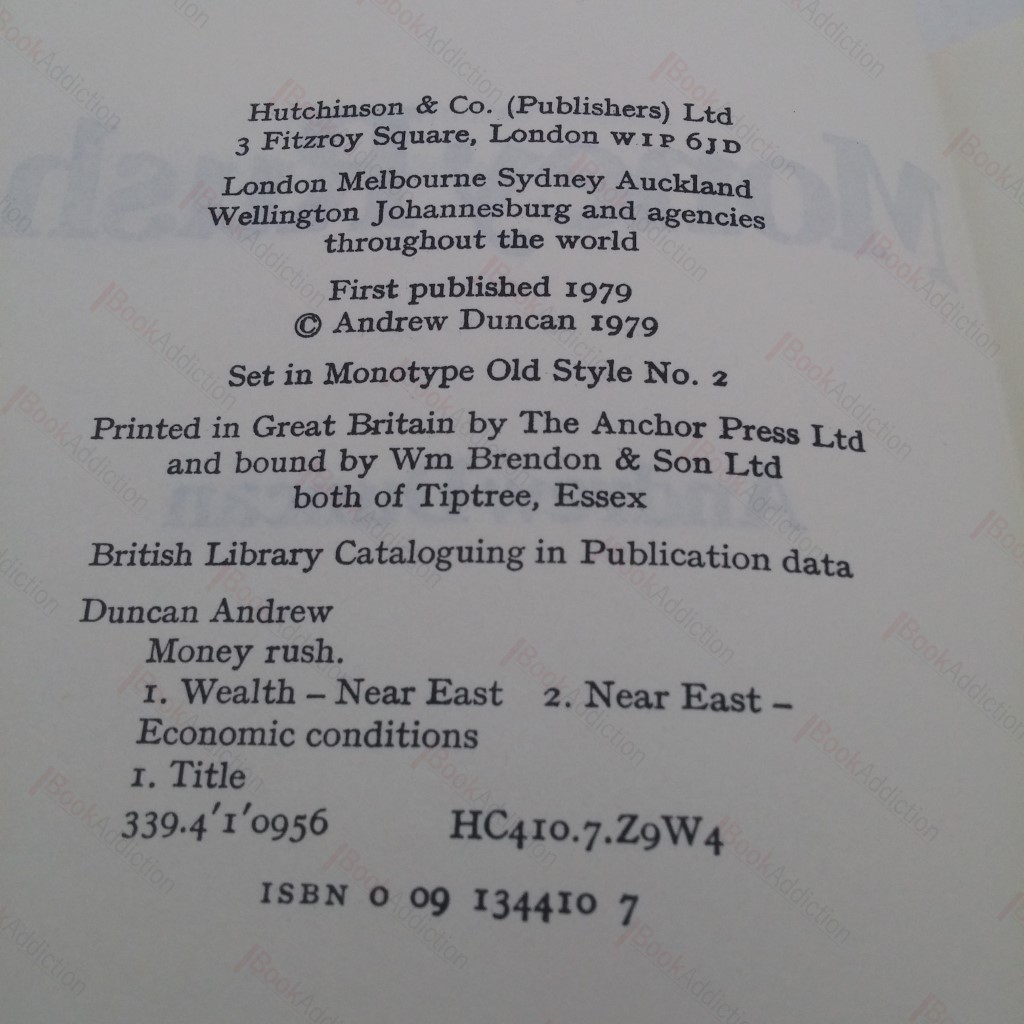 Hutchinson & Co. (Publishers) Ltd
3 Fitzroy Square, London W1P 6JD
London Melbourne Sydney Auckland
Wellington Johannesburg and agencies
throughout the world
First published 1979
© Andrew Duncan 1979
Set in Monotype Old Style No. 2
Printed in Great Britain by The Anchor Press Ltd
and bound by Wm Brendon & Son Ltd
both of Tiptree, Essex
British Library Cataloguing in Publication data
Duncan Andrew
Money rush.
1. Wealth – Near East 2. Near East –
Economic conditions
1. Title
339.4'1'0956 HC410.7.Z9W4
ISBN 0 09 134410 7
BookAddiction